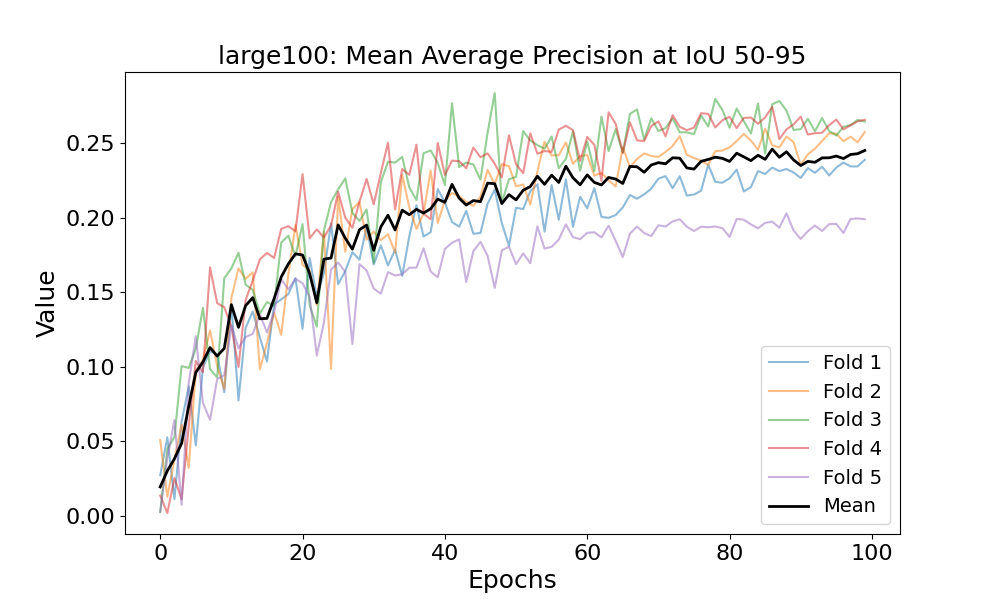 large100: Mean Average Precision at IoU 50-95
Value
0.25
0.20
0.15
0.10
0.05
0.00
0 20 40 60 80 100
Epochs
Fold 1
Fold 2
Fold 3
Fold 4
Fold 5
Mean